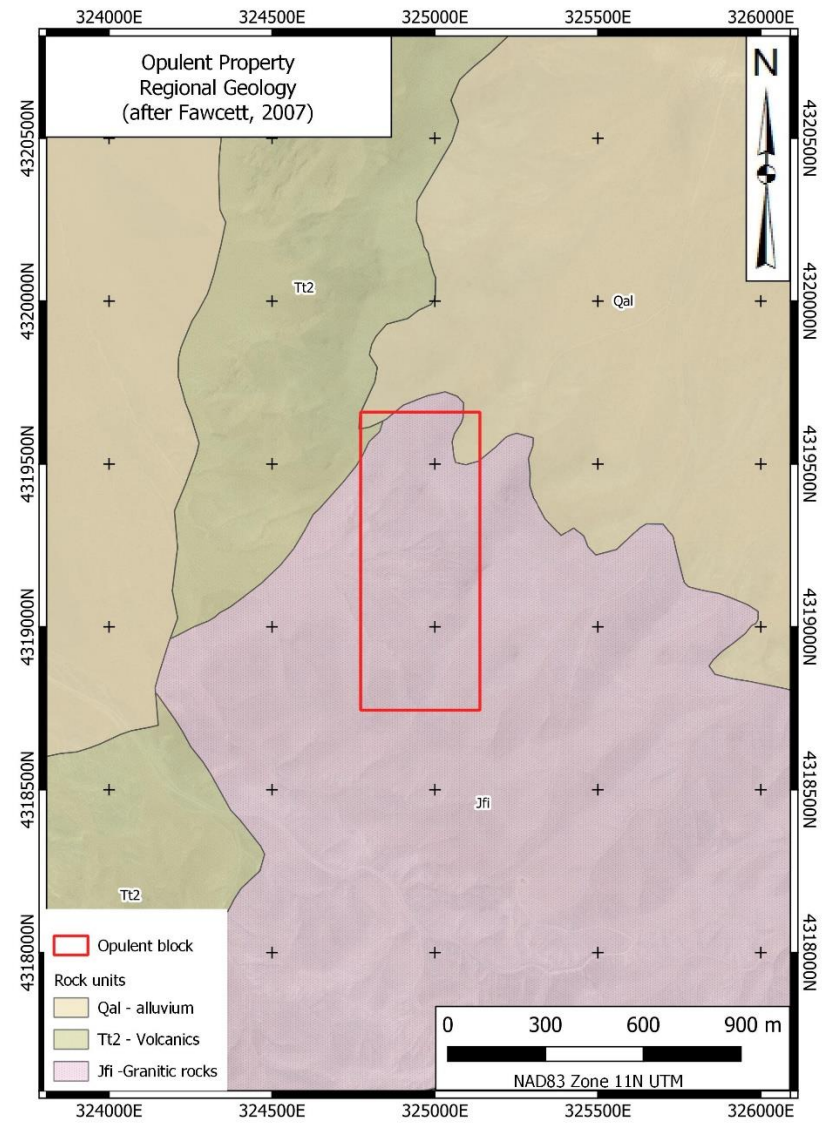 324000E 324500E 325000E 325500E 326000E
Opulent Property
Regional Geology
(after Fawcett, 2007)
N
4320500N
4320500N
Tt2
4320000N
Qal
4320000N
4319500N
4319500N
4319000N
4319000N
4318500N
Jfi
4318500N
Tt2
4318000N
4318000N
Opulent block
Rock units
Qal - alluvium
Tt2 - Volcanics
Jfi -Granitic rocks
0 300 600 900 m
NAD83 Zone 11N UTM
324000E 324500E 325000E 325500E 326000E